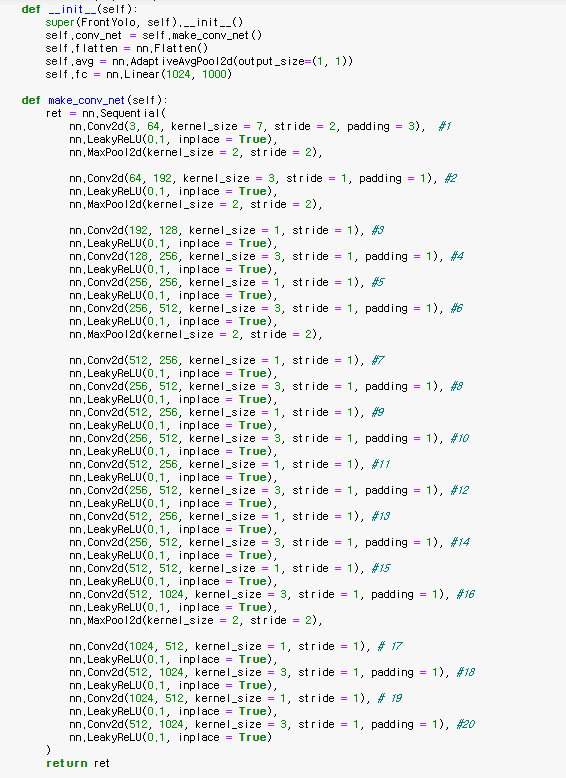 def __init__(self):
    super(FrontYolo, self).__init__()
    self.conv_net = self.make_conv_net()
    self.flatten = nn.Flatten()
    self.avg = nn.AdaptiveAvgPool2d(output_size=(1, 1))
    self.fc = nn.Linear(1024, 1000)

def make_conv_net(self):
    ret = nn.Sequential(
        nn.Conv2d(3, 64, kernel_size = 7, stride = 2, padding = 3),  #1
        nn.LeakyReLU(0.1, inplace = True),
        nn.MaxPool2d(kernel_size = 2, stride = 2),

        nn.Conv2d(64, 192, kernel_size = 3, stride = 1, padding = 1), #2
        nn.LeakyReLU(0.1, inplace = True),
        nn.MaxPool2d(kernel_size = 2, stride = 2),

        nn.Conv2d(192, 128, kernel_size = 1, stride = 1), #3
        nn.LeakyReLU(0.1, inplace = True),
        nn.Conv2d(128, 256, kernel_size = 3, stride = 1, padding = 1), #4
        nn.LeakyReLU(0.1, inplace = True),
        nn.Conv2d(256, 256, kernel_size = 1, stride = 1), #5
        nn.LeakyReLU(0.1, inplace = True),
        nn.Conv2d(256, 512, kernel_size = 3, stride = 1, padding = 1), #6
        nn.LeakyReLU(0.1, inplace = True),
        nn.MaxPool2d(kernel_size = 2, stride = 2),

        nn.Conv2d(512, 256, kernel_size = 1, stride = 1), #7
        nn.LeakyReLU(0.1, inplace = True),
        nn.Conv2d(256, 512, kernel_size = 3, stride = 1, padding = 1), #8
        nn.LeakyReLU(0.1, inplace = True),
        nn.Conv2d(512, 256, kernel_size = 1, stride = 1), #9
        nn.LeakyReLU(0.1, inplace = True),
        nn.Conv2d(256, 512, kernel_size = 3, stride = 1, padding = 1), #10
        nn.LeakyReLU(0.1, inplace = True),
        nn.Conv2d(512, 256, kernel_size = 1, stride = 1), #11
        nn.LeakyReLU(0.1, inplace = True),
        nn.Conv2d(256, 512, kernel_size = 3, stride = 1, padding = 1), #12
        nn.LeakyReLU(0.1, inplace = True),
        nn.Conv2d(512, 256, kernel_size = 1, stride = 1), #13
        nn.LeakyReLU(0.1, inplace = True),
        nn.Conv2d(256, 512, kernel_size = 3, stride = 1, padding = 1), #14
        nn.LeakyReLU(0.1, inplace = True),
        nn.Conv2d(512, 512, kernel_size = 1, stride = 1), #15
        nn.LeakyReLU(0.1, inplace = True),
        nn.Conv2d(512, 1024, kernel_size = 3, stride = 1, padding = 1), #16
        nn.LeakyReLU(0.1, inplace = True),
        nn.MaxPool2d(kernel_size = 2, stride = 2),

        nn.Conv2d(1024, 512, kernel_size = 1, stride = 1), # 17
        nn.LeakyReLU(0.1, inplace = True),
        nn.Conv2d(512, 1024, kernel_size = 3, stride = 1, padding = 1), #18
        nn.LeakyReLU(0.1, inplace = True),
        nn.Conv2d(1024, 512, kernel_size = 1, stride = 1), # 19
        nn.LeakyReLU(0.1, inplace = True),
        nn.Conv2d(512, 1024, kernel_size = 3, stride = 1, padding = 1), #20
        nn.LeakyReLU(0.1, inplace = True)
    )
    return ret